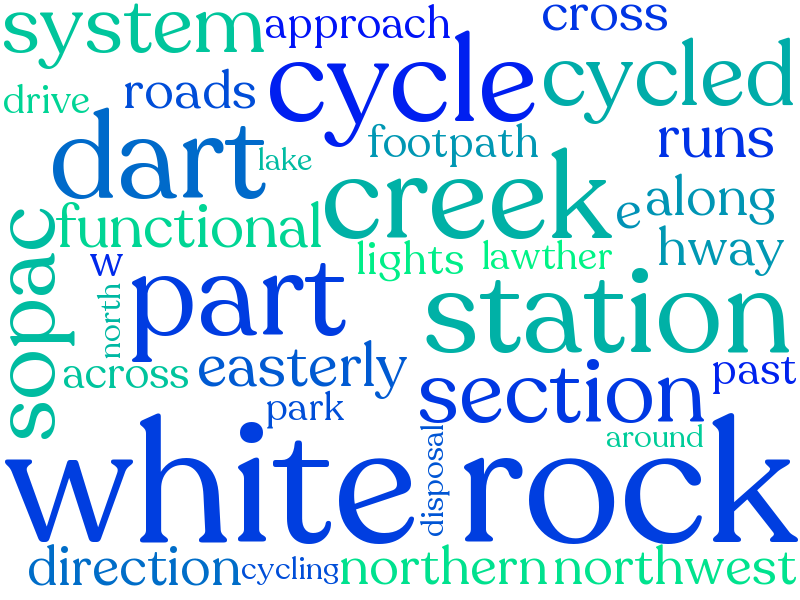 system
approach
cross
drive
roads
cycle
cycled
dart
lake
footpath
runs
creek
e
along
functional
hway
sopac
w
lights
lawther
north
part
station
across
easterly
section
past
park
disposal
around
white rock
direction
cycling
northern
northwest